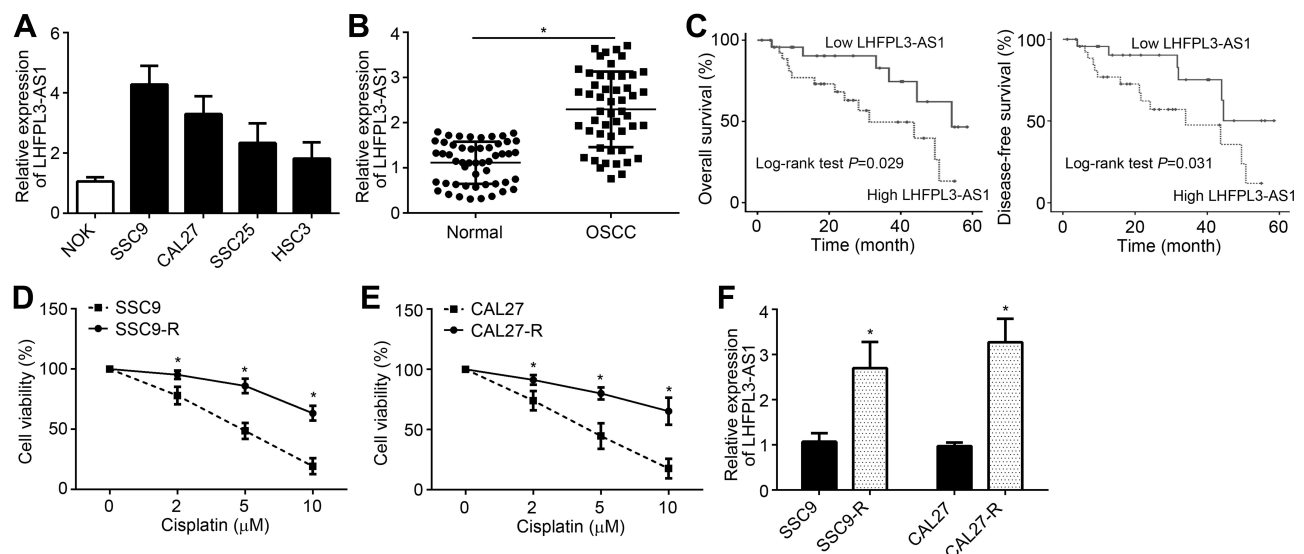 A
Relative expression
of LHFPL3-AS1
6
4
2
0
NOK
SSC9
CAL27
SSC25
HSC3
B
Relative expression
of LHFPL3-AS1
4
3
2
1
0
*
Normal
OSCC
C
Overall survival (%)
100
50
0
Low LHFPL3-AS1
Log-rank test P=0.029
High LHFPL3-AS1
0
20
40
60
Time (month)
Disease-free survival (%)
100
50
0
Low LHFPL3-AS1
Log-rank test P=0.031
High LHFPL3-AS1
0
20
40
60
Time (month)
D
Cell viability (%)
150
100
50
0
SSC9
SSC9-R
*
*
*
0
2
5
10
Cisplatin (μM)
E
Cell viability (%)
150
100
50
0
CAL27
CAL27-R
*
*
*
0
2
5
10
Cisplatin (μM)
F
Relative expression
of LHFPL3-AS1
4
3
2
1
0
*
*
SSC9
SSC9-R
CAL27
CAL27-R